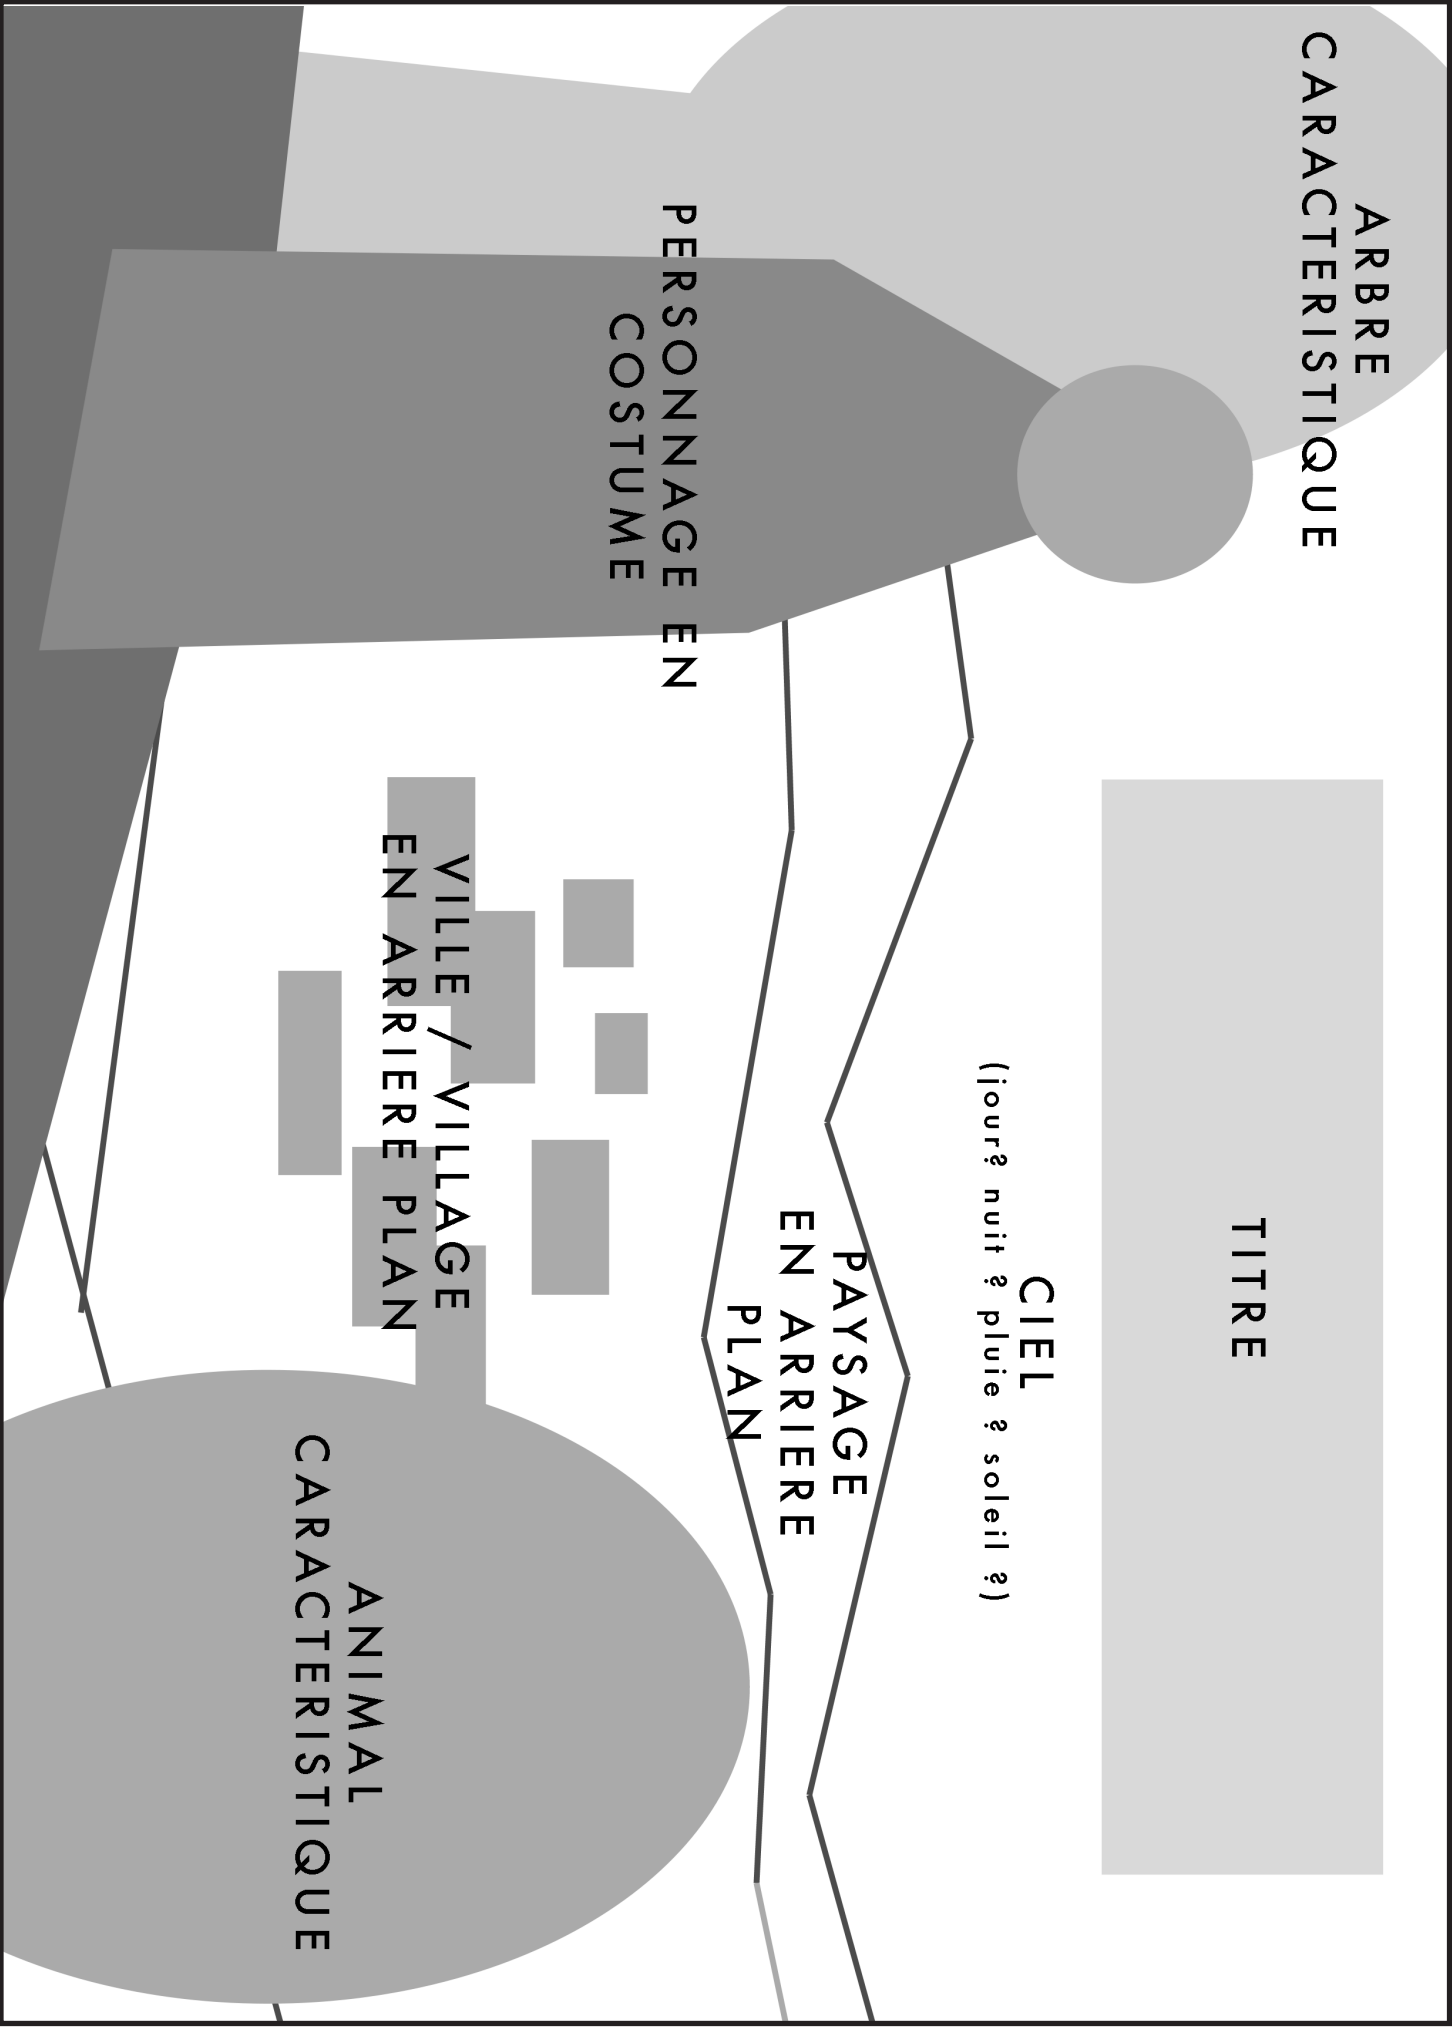 ARBRE
CARACTERISTIQUE
TITRE
CIEL
(jour? nuit ? pluie ? soleil ?)
PAYSAGE
EN ARRIERE
PLAN
PERSONNAGE EN
COSTUME
VILLE / VILLAGE
EN ARRIERE PLAN
ANIMAL
CARACTERISTIQUE